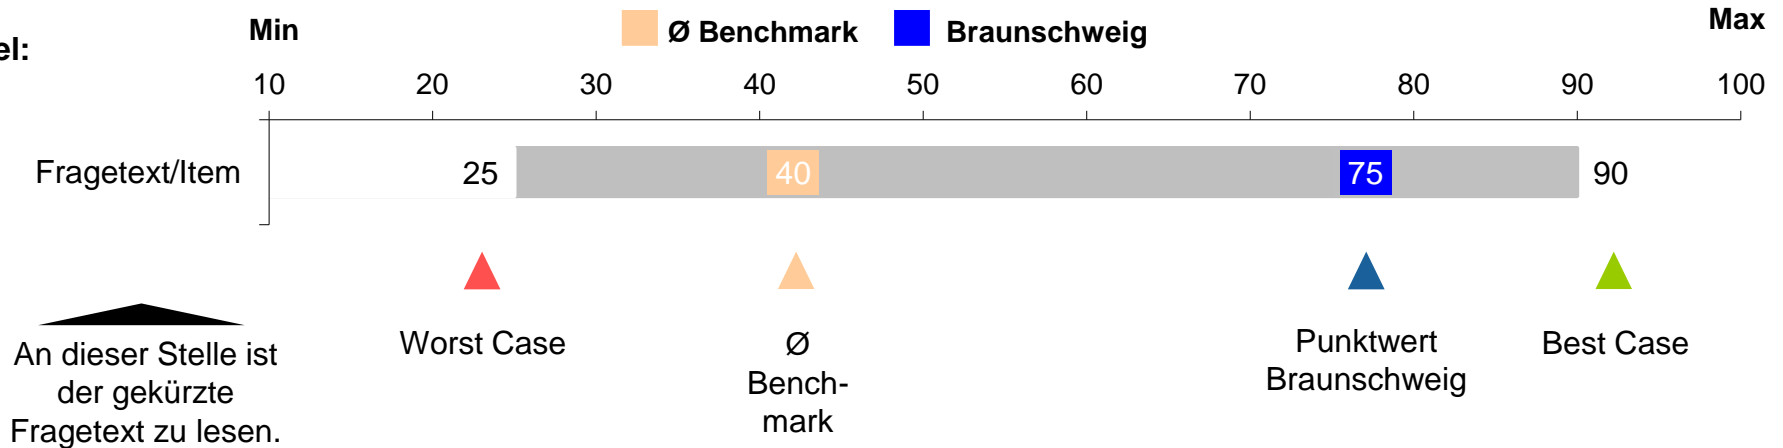 el:
Min
Ø Benchmark
Braunschweig
Max
10 20 30 40 50 60 70 80 90 100
Fragetext/Item 25 40 75 90
Worst Case
Ø
Bench-
mark
Punktwert
Braunschweig
Best Case
An dieser Stelle ist
der gekürzte
Fragetext zu lesen.